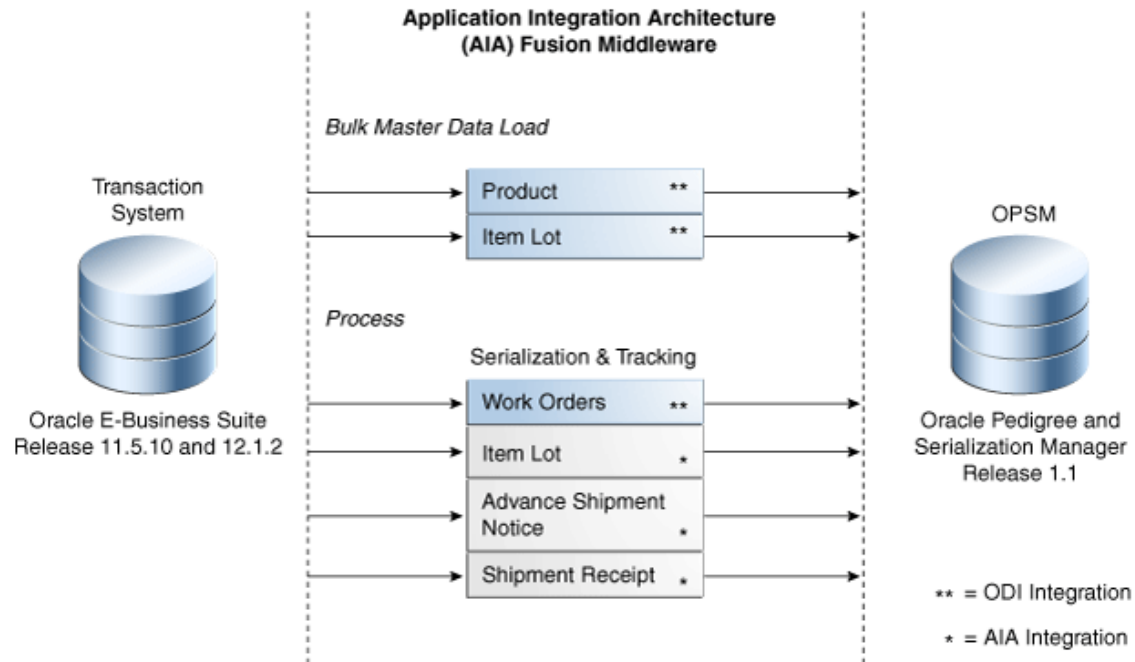 Application Integration Architecture
(AIA) Fusion Middleware
Bulk Master Data Load
Transaction
System
Product **
Item Lot **
OPSM
Process
Serialization & Tracking
Work Orders **
Item Lot *
Advance Shipment
Notice *
Shipment Receipt *
Oracle E-Business Suite
Release 11.5.10 and 12.1.2
Oracle Pedigree and
Serialization Manager
Release 1.1
** = ODI Integration
* = AIA Integration